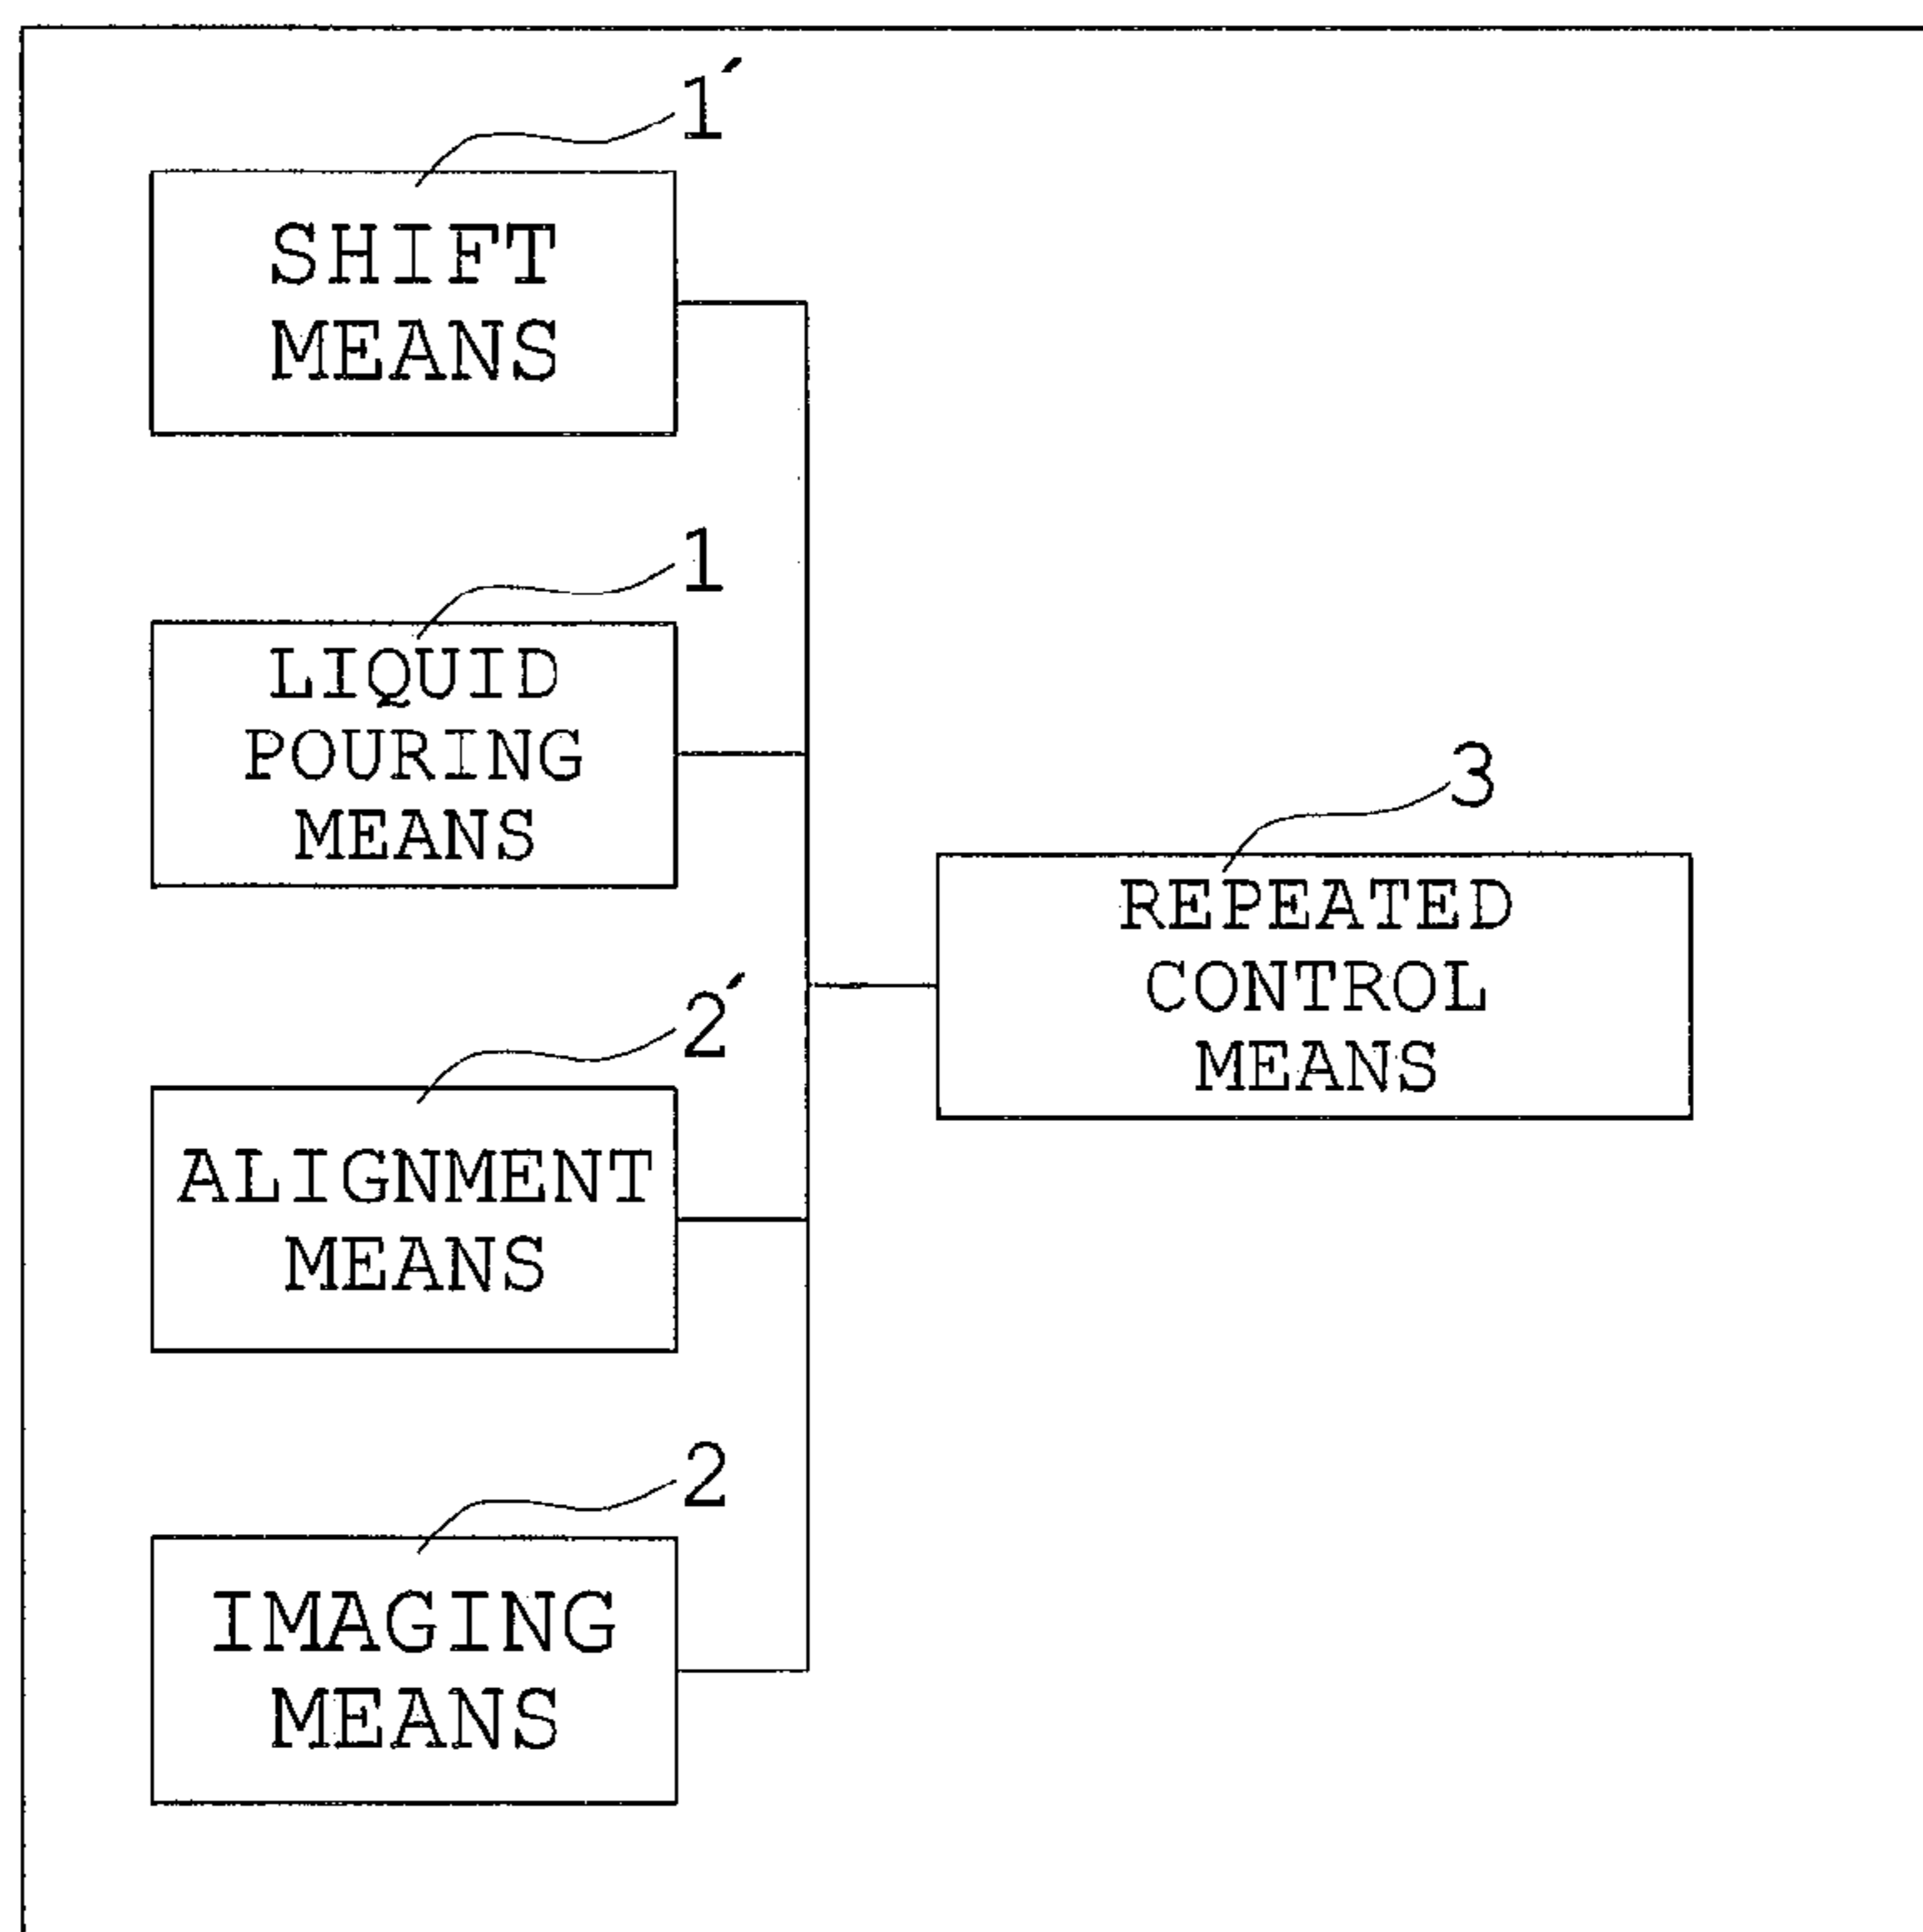 1′
SHIFT
MEANS
1
LIQUID
POURING
MEANS
3
REPEATED
CONTROL
MEANS
2′
ALIGNMENT
MEANS
2
IMAGING
MEANS